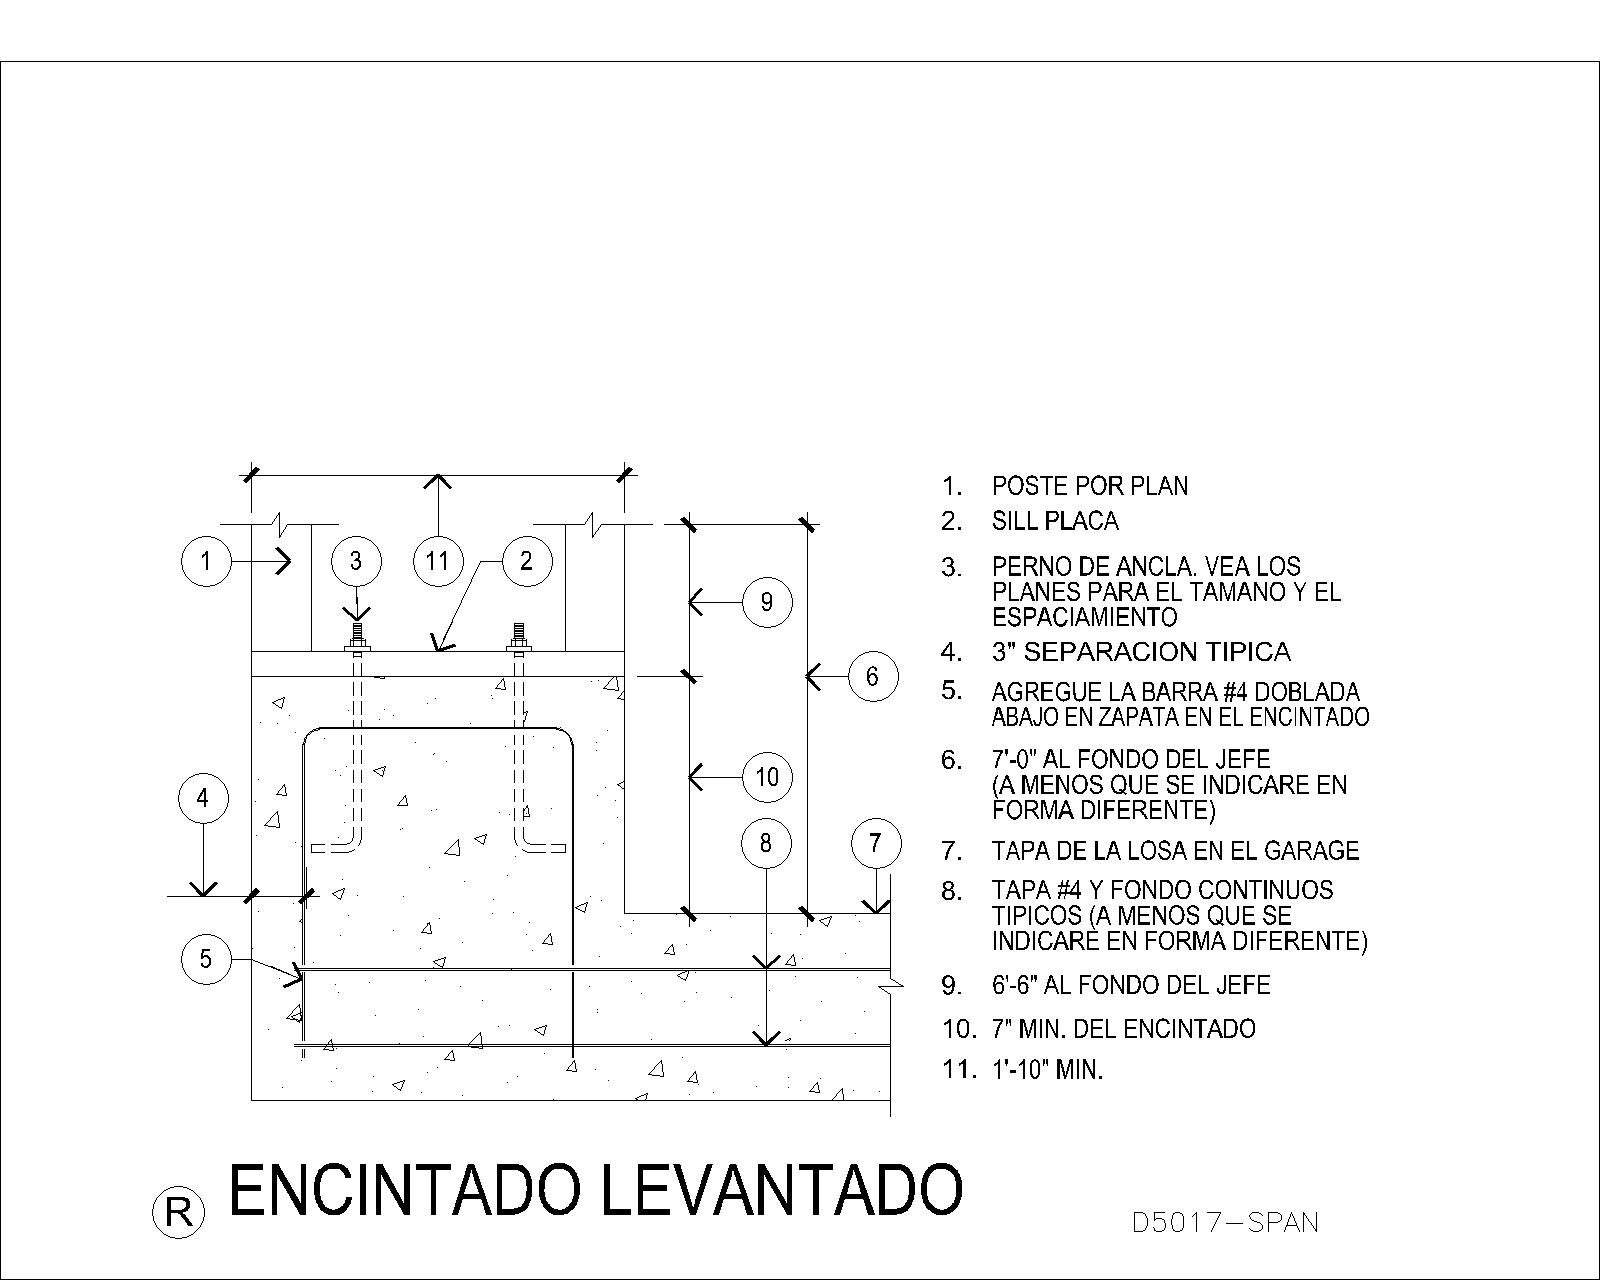 11
1
3
2
9
6
10
4
8
7
5
1. POSTE POR PLAN
2. SILL PLACA
3. PERNO DE ANCLA. VEA LOS
PLANES PARA EL TAMANO Y EL
ESPACIAMIENTO
4. 3" SEPARACION TIPICA
5. AGREGUE LA BARRA #4 DOBLADA
ABAJO EN ZAPATA EN EL ENCINTADO
6. 7'-0" AL FONDO DEL JEFE
(A MENOS QUE SE INDICARE EN
FORMA DIFERENTE)
7. TAPA DE LA LOSA EN EL GARAGE
8. TAPA #4 Y FONDO CONTINUOS
TIPICOS (A MENOS QUE SE
INDICARE EN FORMA DIFERENTE)
9. 6'-6" AL FONDO DEL JEFE
10. 7" MIN. DEL ENCINTADO
11. 1'-10" MIN.
R ENCINTADO LEVANTADO
D5017-SPAN